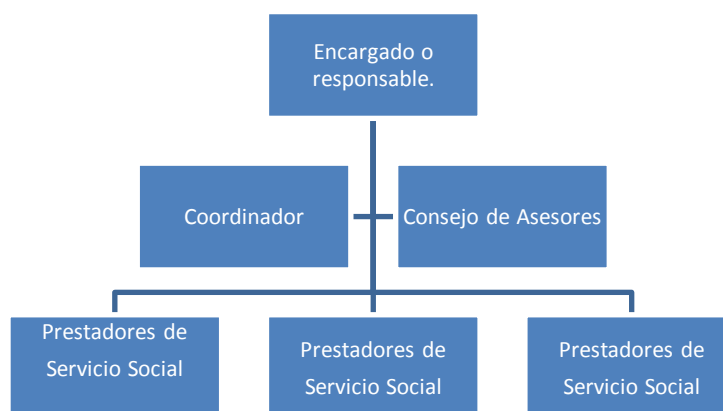 Encargado o
responsable.
Coordinador
Consejo de Asesores
Prestadores de
Servicio Social
Prestadores de
Servicio Social
Prestadores de
Servicio Social